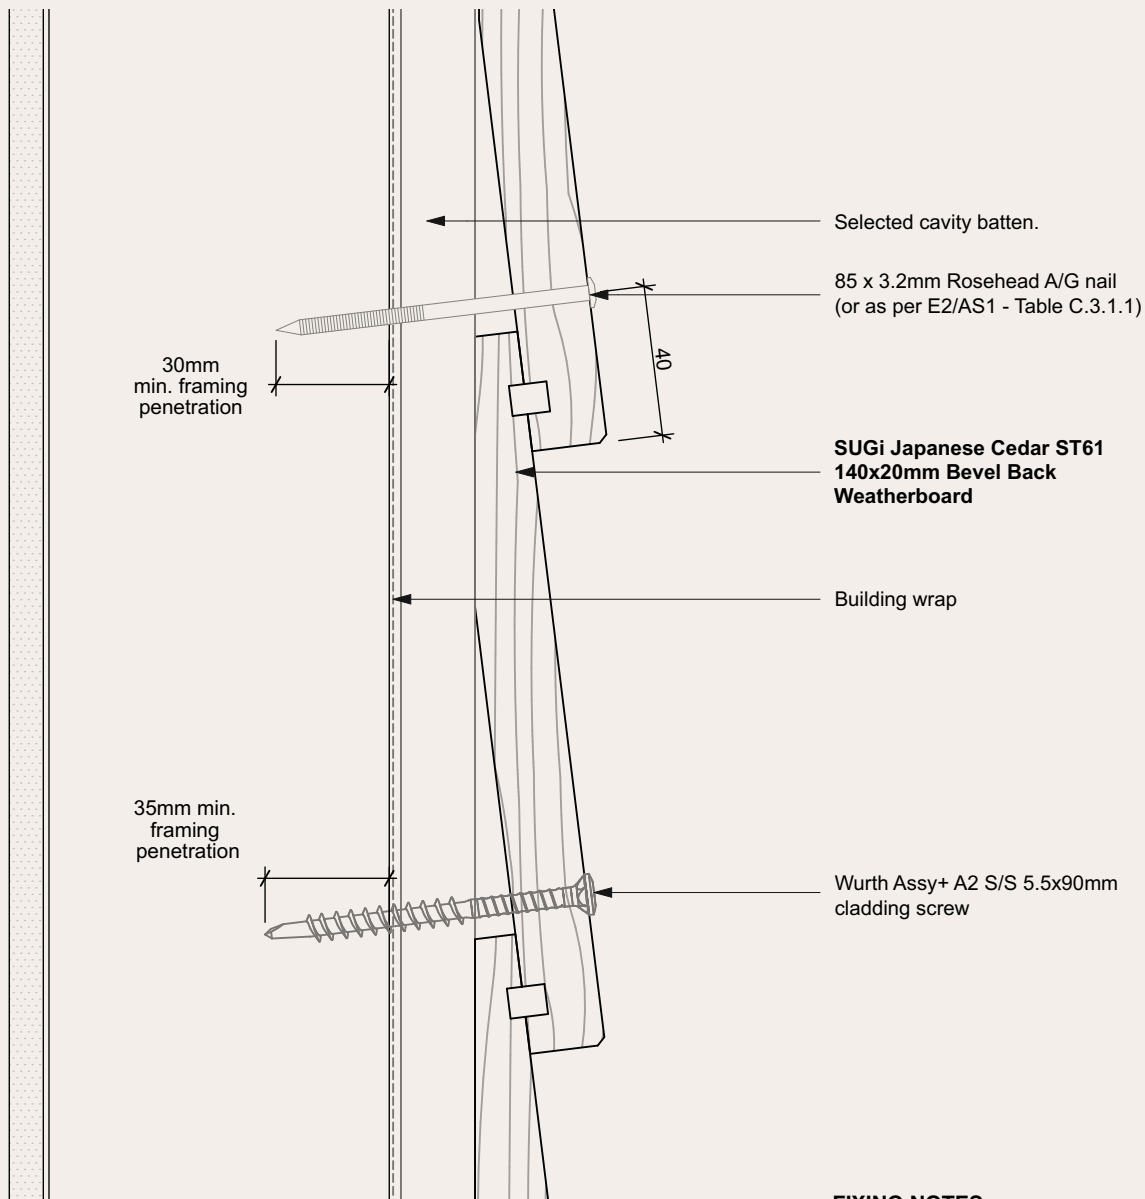 Selected cavity batten.
85 x 3.2mm Rosehead A/G nail
(or as per E2/AS1 - Table C.3.1.1)
30mm
min. framing
penetration
40
SUGi Japanese Cedar ST61
140x20mm Bevel Back
Weatherboard
Building wrap
35mm min.
framing
penetration
Wurth Assy+ A2 S/S 5.5x90mm
cladding screw
FIXING NOTES